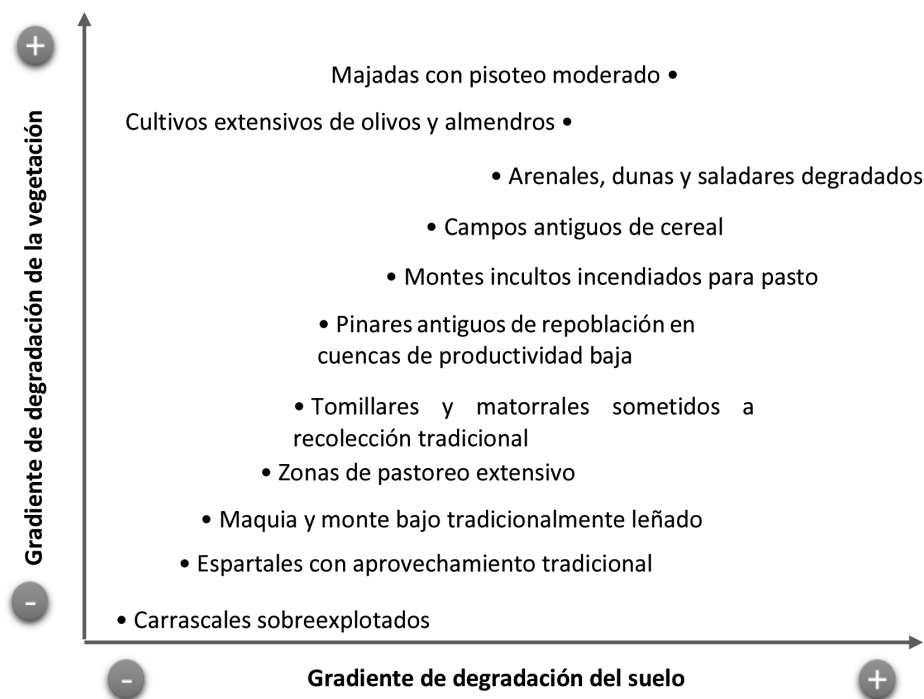 +
Majadas con pisoteo moderado •
Cultivos extensivos de olivos y almendros •
• Arenales, dunas y saladares degradados
• Campos antiguos de cereal
• Montes incultos incendiados para pasto
• Pinares antiguos de repoblación en
cuencas de productividad baja
• Tomillares y matorrales sometidos a
recolección tradicional
• Zonas de pastoreo extensivo
• Maquia y monte bajo tradicionalmente leñado
• Espartales con aprovechamiento tradicional
• Carrascales sobreexplotados
Gradiente de degradación de la vegetación
-
-
Gradiente de degradación del suelo
+